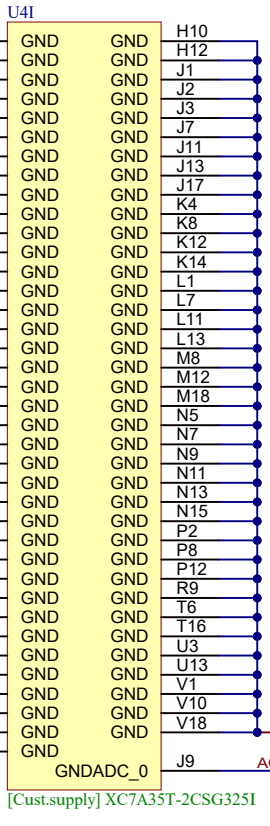 U4I
GND GND H10
GND GND H12
GND GND J1
GND GND J2
GND GND J3
GND GND J7
GND GND J11
GND GND J13
GND GND J17
GND GND K4
GND GND K8
GND GND K12
GND GND K14
GND GND L1
GND GND L7
GND GND L11
GND GND L13
GND GND M8
GND GND M12
GND GND M18
GND GND N5
GND GND N7
GND GND N9
GND GND N11
GND GND N13
GND GND N15
GND GND P2
GND GND P8
GND GND P12
GND GND R9
GND GND T6
GND GND T16
GND GND U3
GND GND U13
GND GND V1
GND GND V10
GND GND V18
GND
GNDADC_0 J9
[Cust.supply] XC7A35T-2CSG325I